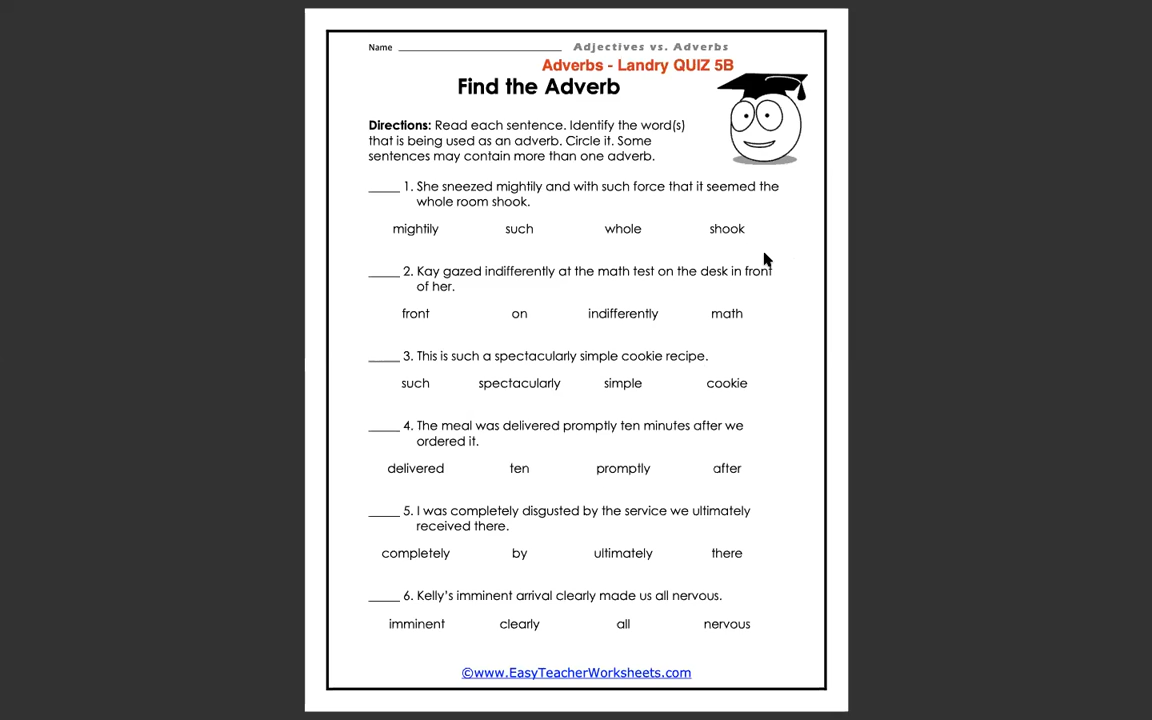 Name
Adjectives vs. Adverbs
Adverbs - Landry QUIZ 5B
Find the Adverb
Directions: Read each sentence. Identify the word(s)
that is being used as an adverb. Circle it. Some
sentences may contain more than one adverb.
_____ 1. She sneezed mightily and with such force that it seemed the
whole room shook.
mightily such whole shook
_____ 2. Kay gazed indifferently at the math test on the desk in front
of her.
front on indifferently math
_____ 3. This is such a spectacularly simple cookie recipe.
such spectacularly simple cookie
_____ 4. The meal was delivered promptly ten minutes after we
ordered it.
delivered ten promptly after
_____ 5. I was completely disgusted by the service we ultimately
received there.
completely by ultimately there
_____ 6. Kelly's imminent arrival clearly made us all nervous.
imminent clearly all nervous
©www.EasyTeacherWorksheets.com